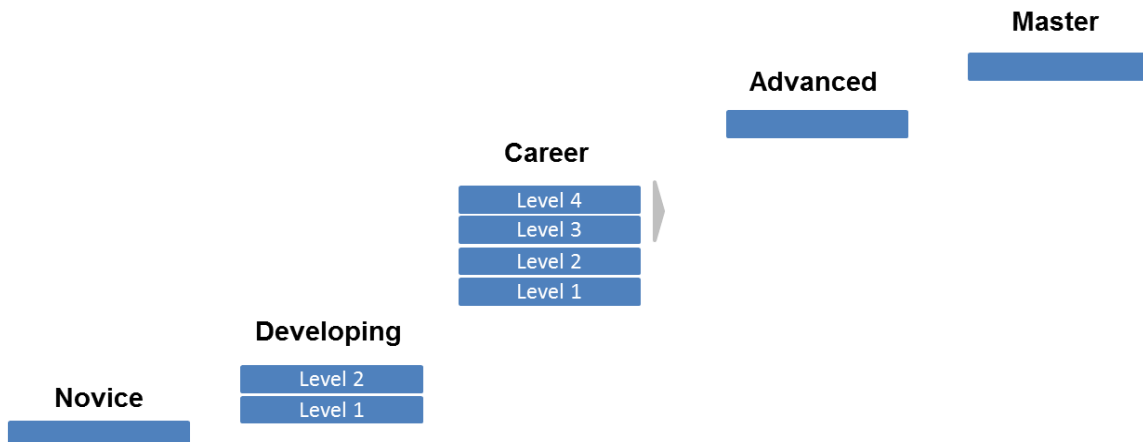 Master
Advanced
Career
Level 4
Level 3
Level 2
Level 1
Developing
Level 2
Level 1
Novice